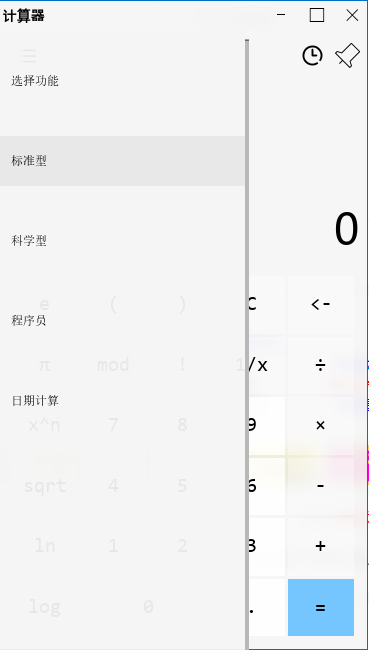 计算器
选择功能
标准型
0
科学型
e ( ) C <-
程序员
π mod ! 1/x ÷
日期计算
x^n 7 8 9 ×
sqrt 4 5 6 -
ln 1 2 3 +
log 0 . =